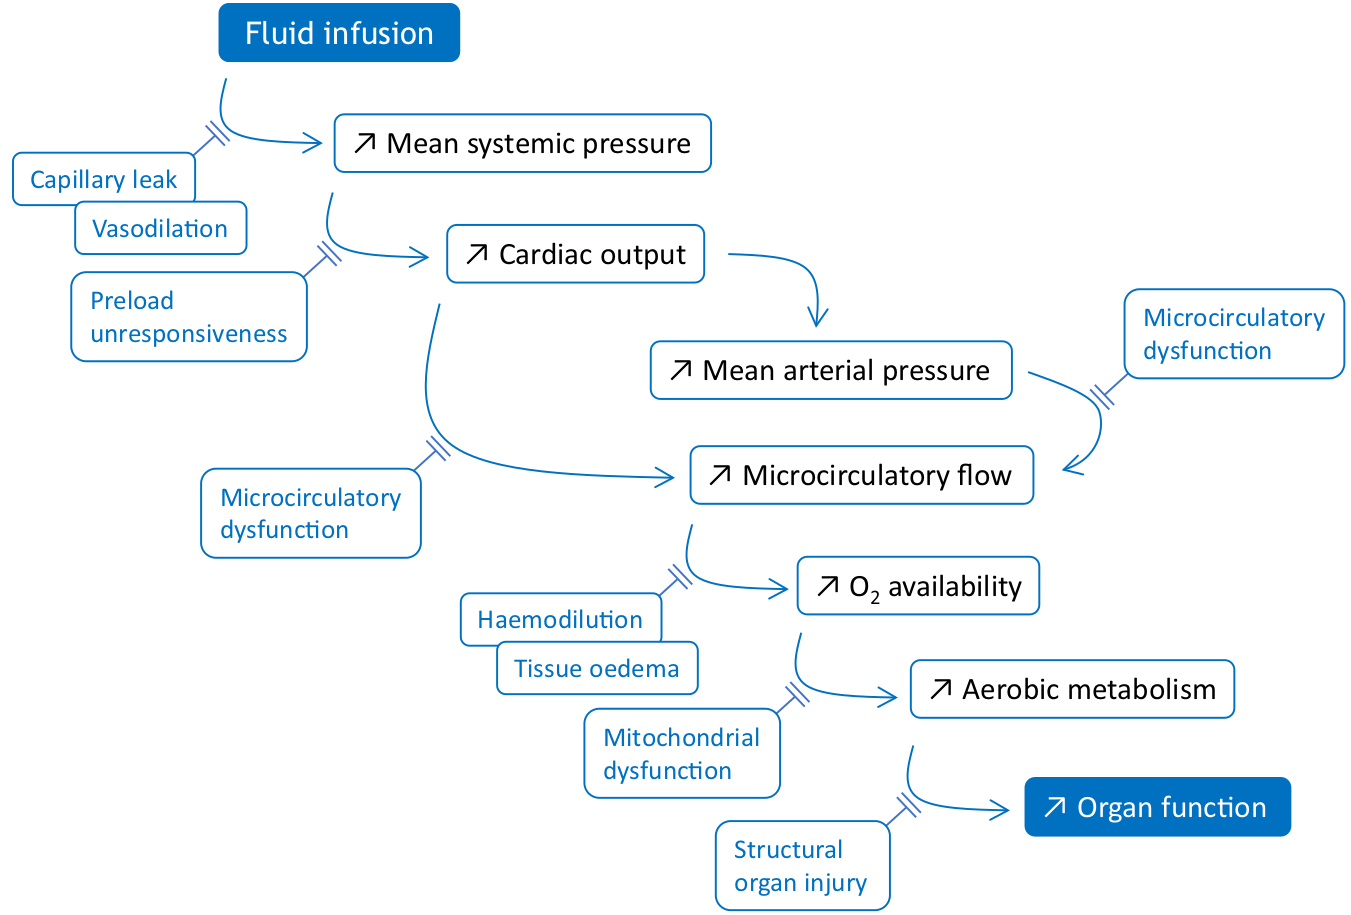 Fluid infusion
↗ Mean systemic pressure
Capillary leak
Vasodilation
↗ Cardiac output
Preload
unresponsiveness
Microcirculatory
dysfunction
↗ Mean arterial pressure
↗ Microcirculatory flow
Microcirculatory
dysfunction
↗ O₂ availability
Haemodilution
Tissue oedema
↗ Aerobic metabolism
Mitochondrial
dysfunction
↗ Organ function
Structural
organ injury